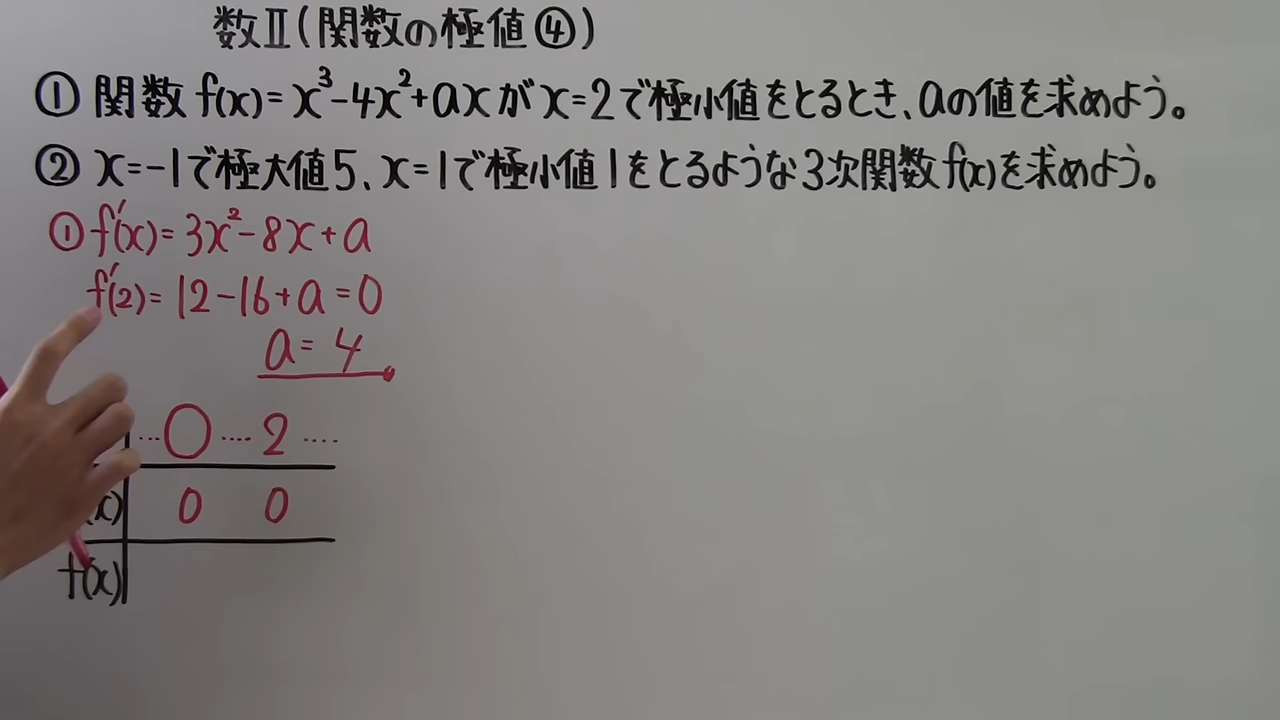 数Ⅱ(関数の極値④)
① 関数 f(x)=x³-4x²+ax がx=2で極小値をとるとき、aの値を求めよう。
② x=-1で極大値5、x=1で極小値1をとるような3次関数f(x)を求めよう。
① f'(x)=3x²-8x+a
f'(2)=12-16+a=0
a=4
… 0 …. 2 ….
(x) 0 0
f(x)